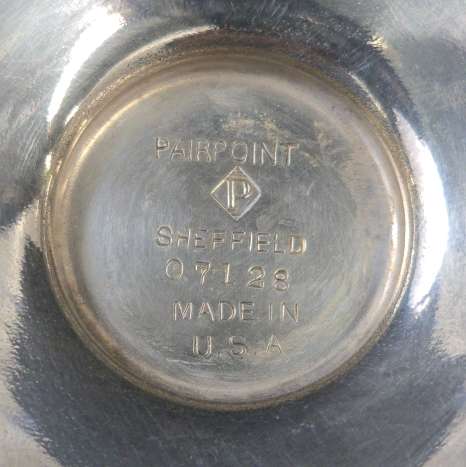 PAIRPOINT
P
SHEFFIELD
07128
MADE IN
U.S.A